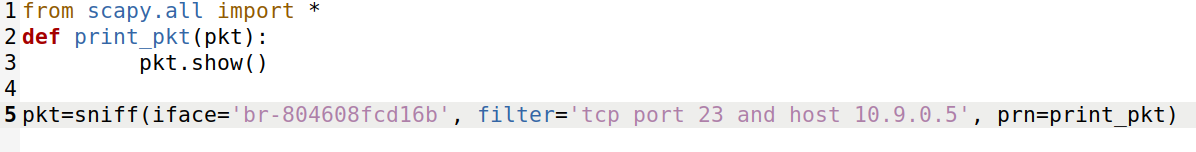 1 from scapy.all import *
2 def print_pkt(pkt):
3         pkt.show()
4
5 pkt=sniff(iface='br-804608fcd16b', filter='tcp port 23 and host 10.9.0.5', prn=print_pkt)